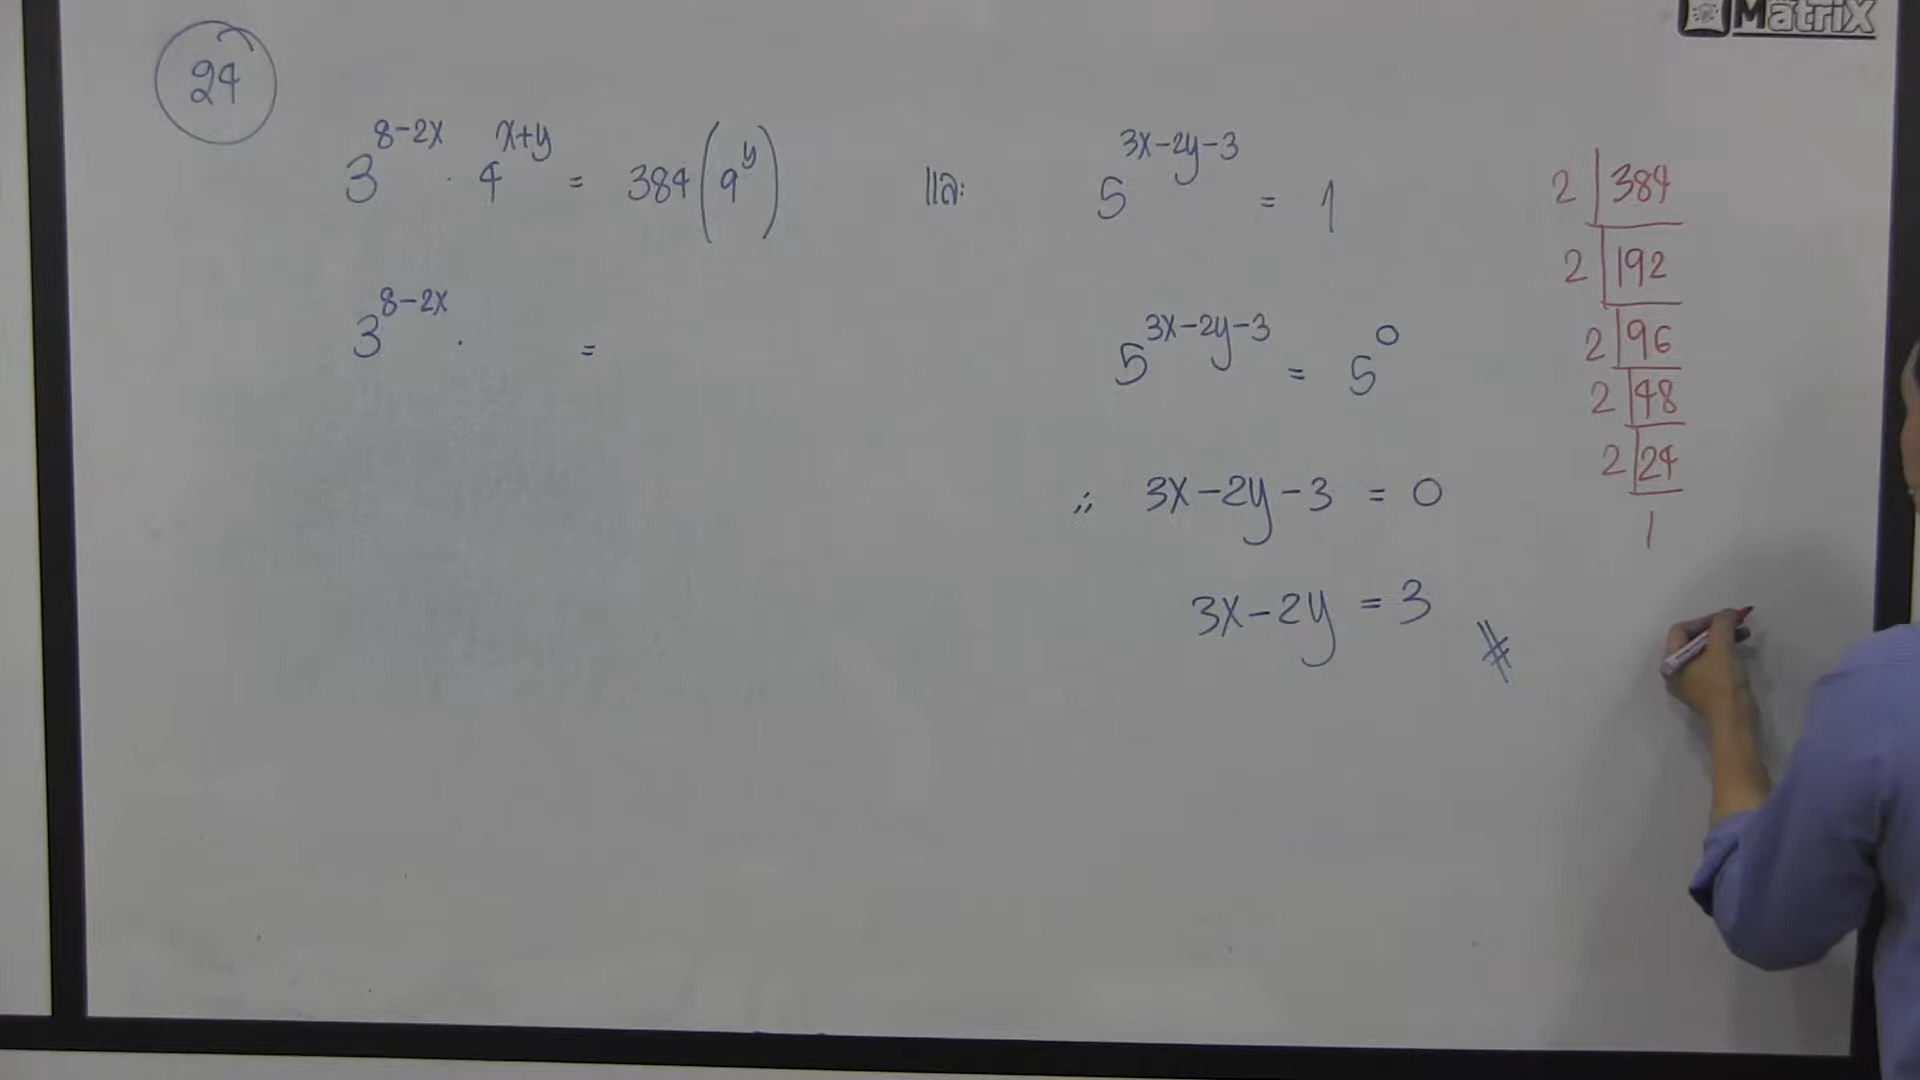 MatriX
24
3^{8-2x} · 4^{x+y} = 384(9^y) และ 5^{3x-2y-3} = 1
3^{8-2x} · =
5^{3x-2y-3} = 5^0
∴ 3x-2y-3 = 0
3x-2y = 3 #
2 | 384
2 | 192
2 | 96
2 | 48
2 | 24
1